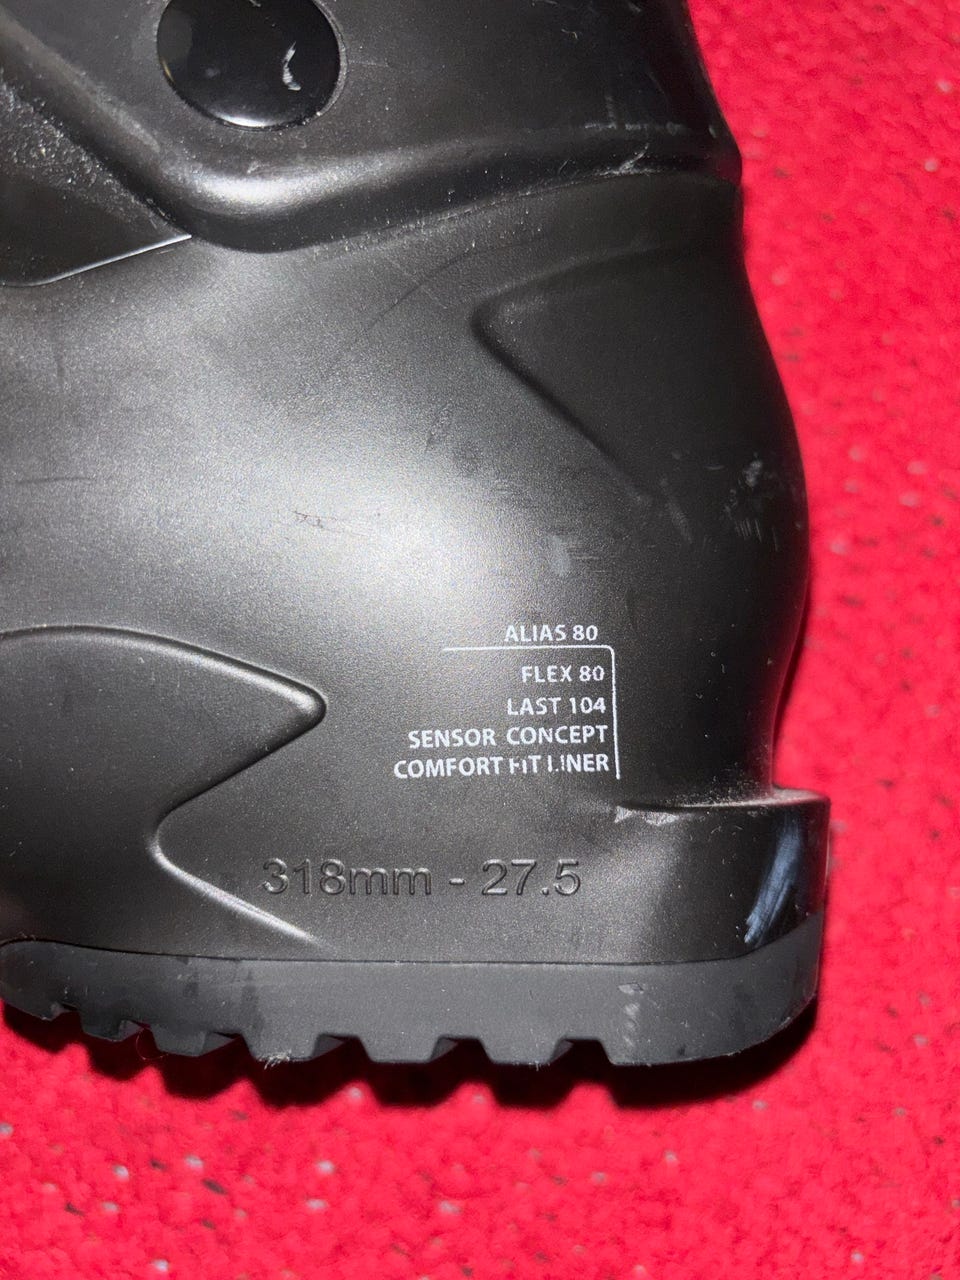 ALIAS 80
FLEX 80
LAST 104
SENSOR CONCEPT
COMFORT FIT LINER
318mm - 27.5